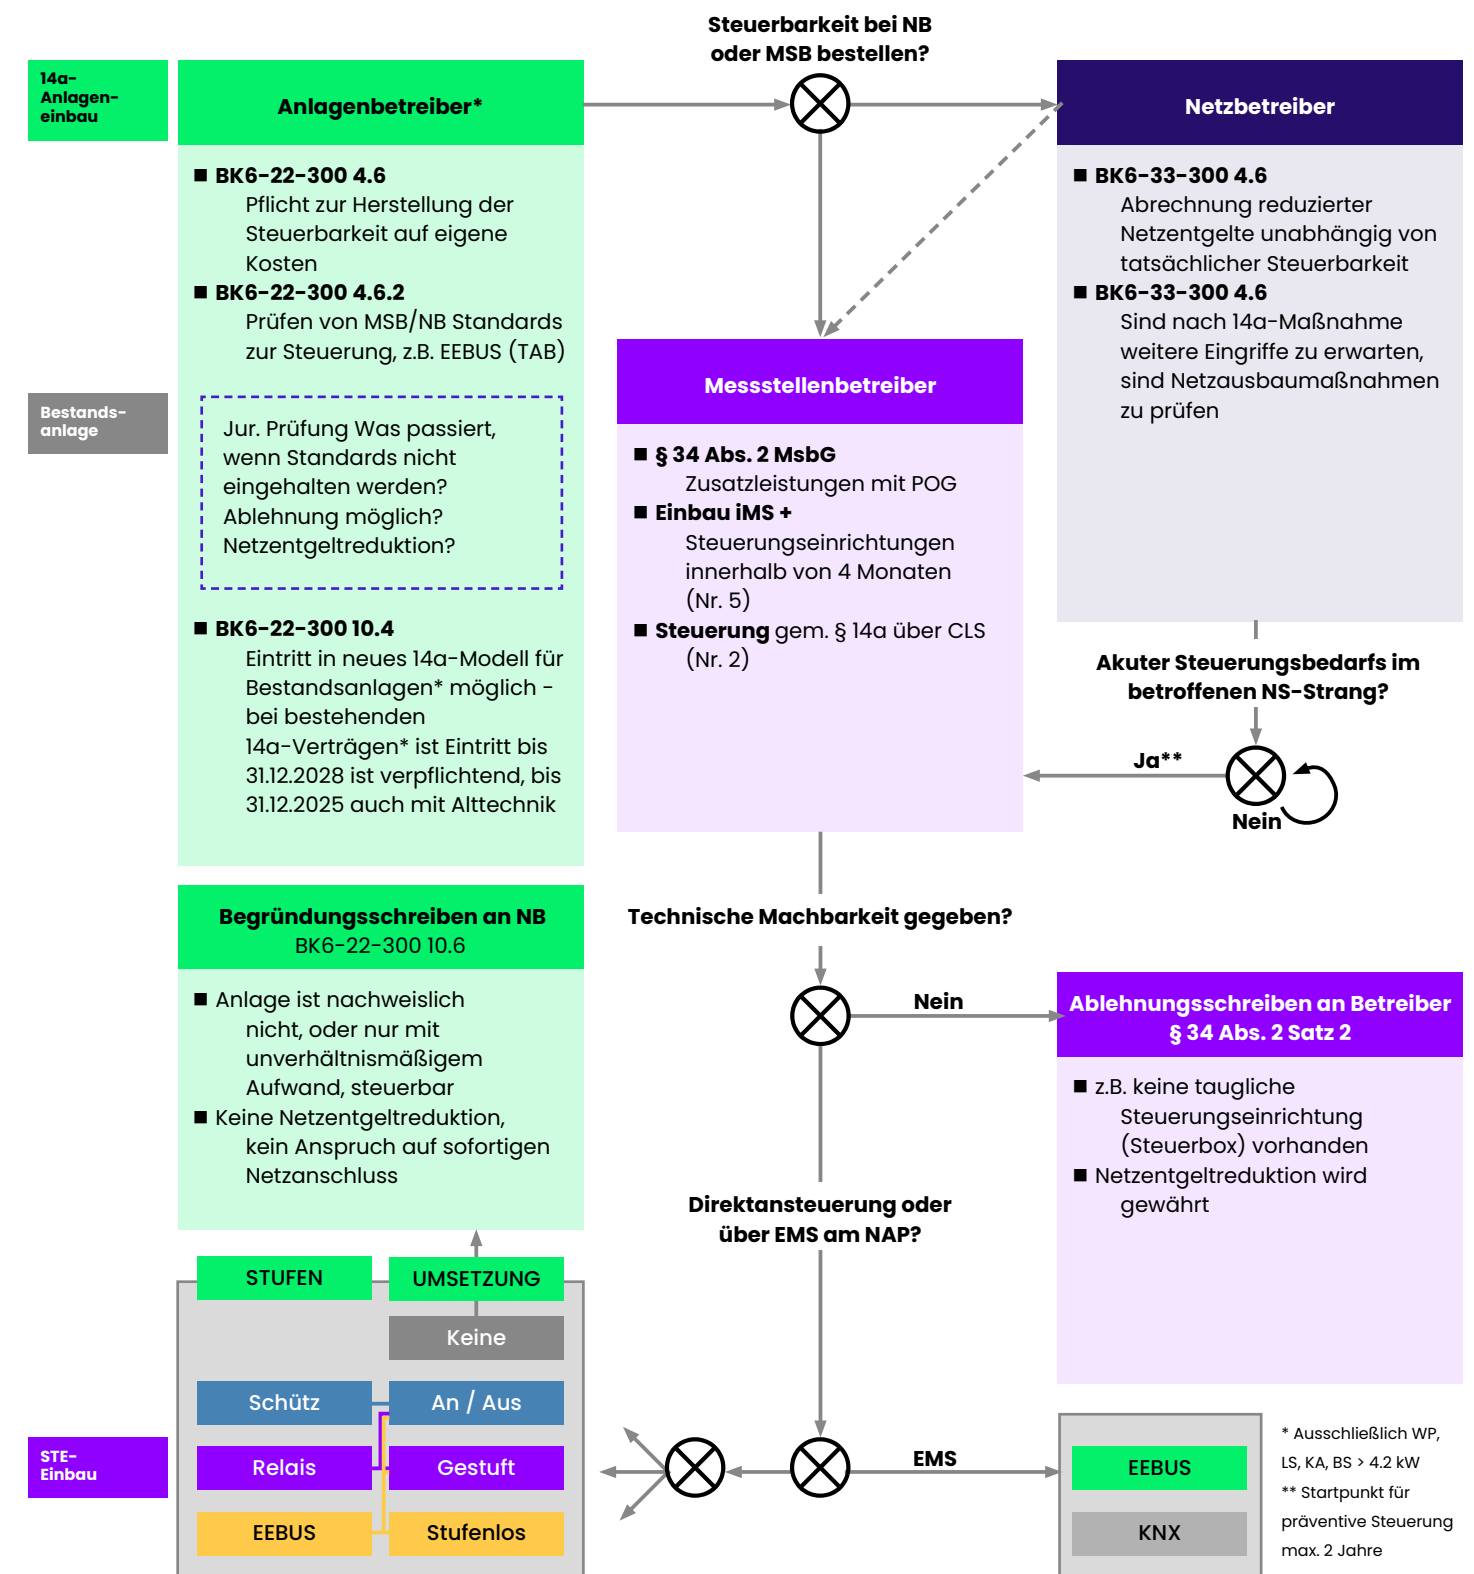 Steuerbarkeit bei NB
oder MSB bestellen?
14a-
Anlagen-
einbau
Anlagenbetreiber*
■ BK6-22-300 4.6
Pflicht zur Herstellung der
Steuerbarkeit auf eigene
Kosten
■ BK6-22-300 4.6.2
Prüfen von MSB/NB Standards
zur Steuerung, z.B. EEBUS (TAB)
Bestands-
anlage
Jur. Prüfung Was passiert,
wenn Standards nicht
eingehalten werden?
Ablehnung möglich?
Netzentgeltreduktion?
■ BK6-22-300 10.4
Eintritt in neues 14a-Modell für
Bestandsanlagen* möglich -
bei bestehenden
14a-Verträgen* ist Eintritt bis
31.12.2028 ist verpflichtend, bis
31.12.2025 auch mit Alttechnik
Netzbetreiber
■ BK6-33-300 4.6
Abrechnung reduzierter
Netzentgelte unabhängig von
tatsächlicher Steuerbarkeit
■ BK6-33-300 4.6
Sind nach 14a-Maßnahme
weitere Eingriffe zu erwarten,
sind Netzausbaumaßnahmen
zu prüfen
Messstellenbetreiber
■ § 34 Abs. 2 MsbG
Zusatzleistungen mit POG
■ Einbau iMS +
Steuerungseinrichtungen
innerhalb von 4 Monaten
(Nr. 5)
■ Steuerung gem. § 14a über CLS
(Nr. 2)
Akuter Steuerungsbedarfs im
betroffenen NS-Strang?
Ja**
Nein
Begründungsschreiben an NB
BK6-22-300 10.6
■ Anlage ist nachweislich
nicht, oder nur mit
unverhältnismäßigem
Aufwand, steuerbar
■ Keine Netzentgeltreduktion,
kein Anspruch auf sofortigen
Netzanschluss
Technische Machbarkeit gegeben?
Nein
Ablehnungsschreiben an Betreiber
§ 34 Abs. 2 Satz 2
■ z.B. keine taugliche
Steuerungseinrichtung
(Steuerbox) vorhanden
■ Netzentgeltreduktion wird
gewährt
Direktansteuerung oder
über EMS am NAP?
STUFEN
UMSETZUNG
Keine
Schütz
An / Aus
STE-
Einbau
Relais
Gestuft
EEBUS
Stufenlos
EMS
EEBUS
KNX
* Ausschließlich WP,
LS, KA, BS > 4.2 kW
** Startpunkt für
präventive Steuerung
max. 2 Jahre